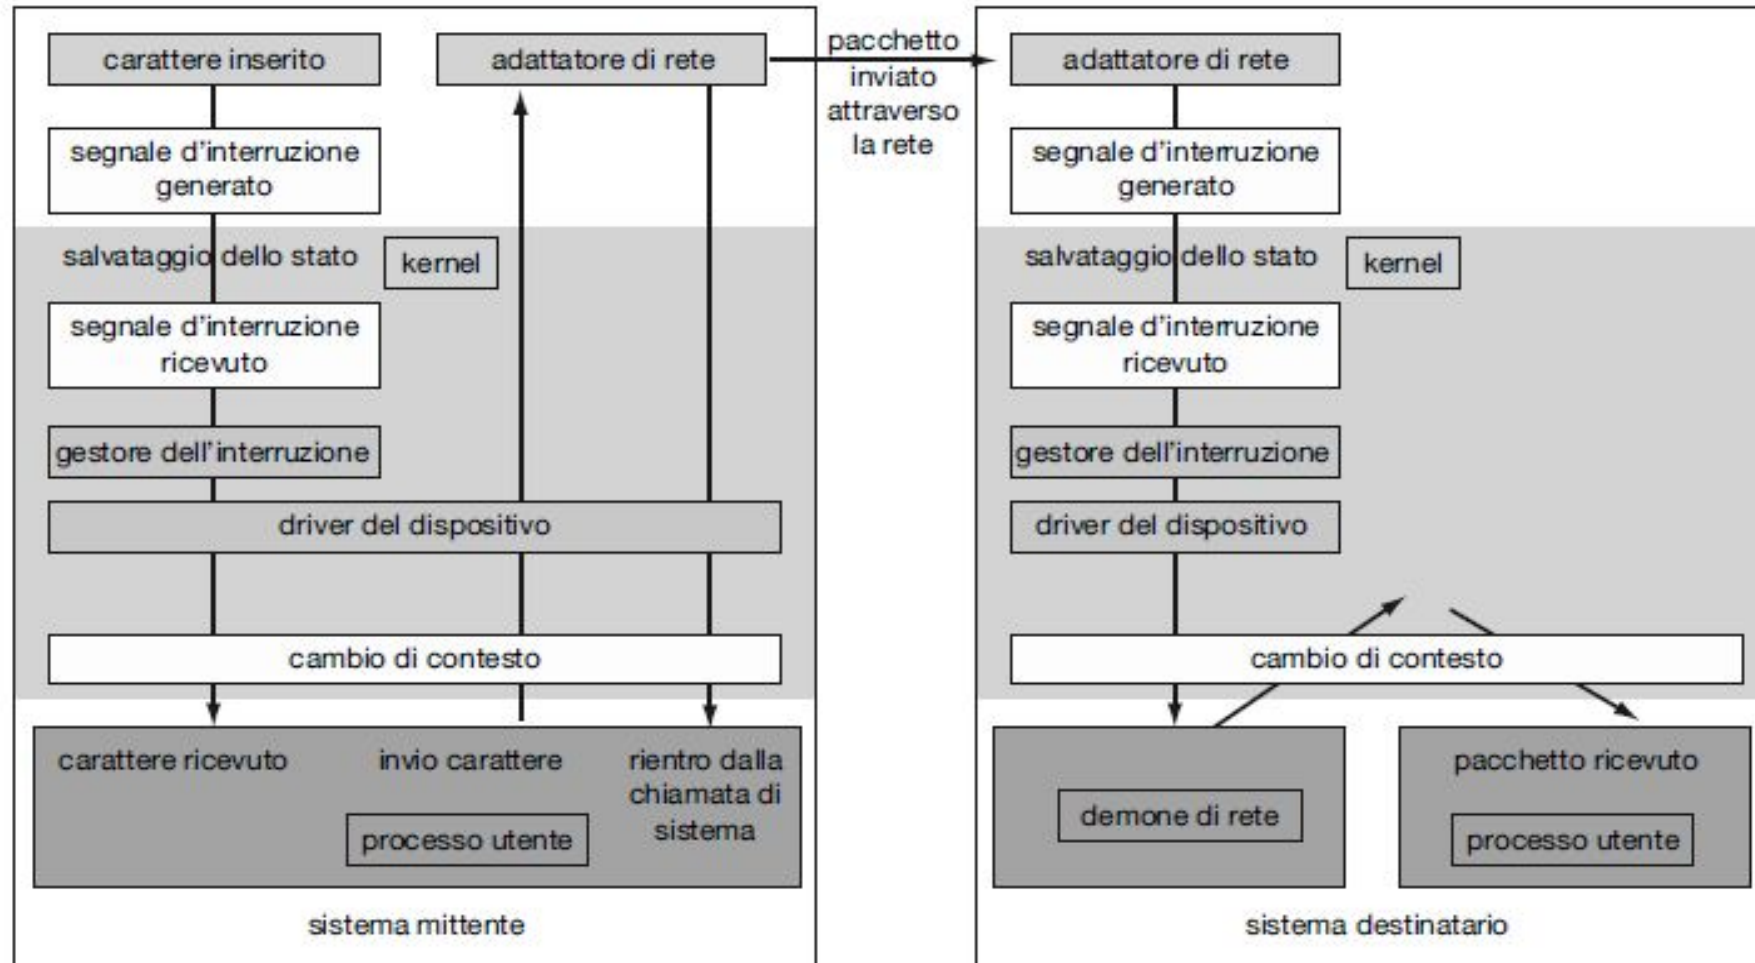 carattere inserito
segnale d'interruzione
generato
salvataggio dello stato
kernel
segnale d'interruzione
ricevuto
gestore dell'interruzione
driver del dispositivo
cambio di contesto
adattatore di rete
carattere ricevuto
invio carattere
processo utente
rientro dalla
chiamata di
sistema
sistema mittente
pacchetto
inviato
attraverso
la rete
adattatore di rete
segnale d'interruzione
generato
salvataggio dello stato
kernel
segnale d'interruzione
ricevuto
gestore dell'interruzione
driver del dispositivo
cambio di contesto
demone di rete
pacchetto ricevuto
processo utente
sistema destinatario